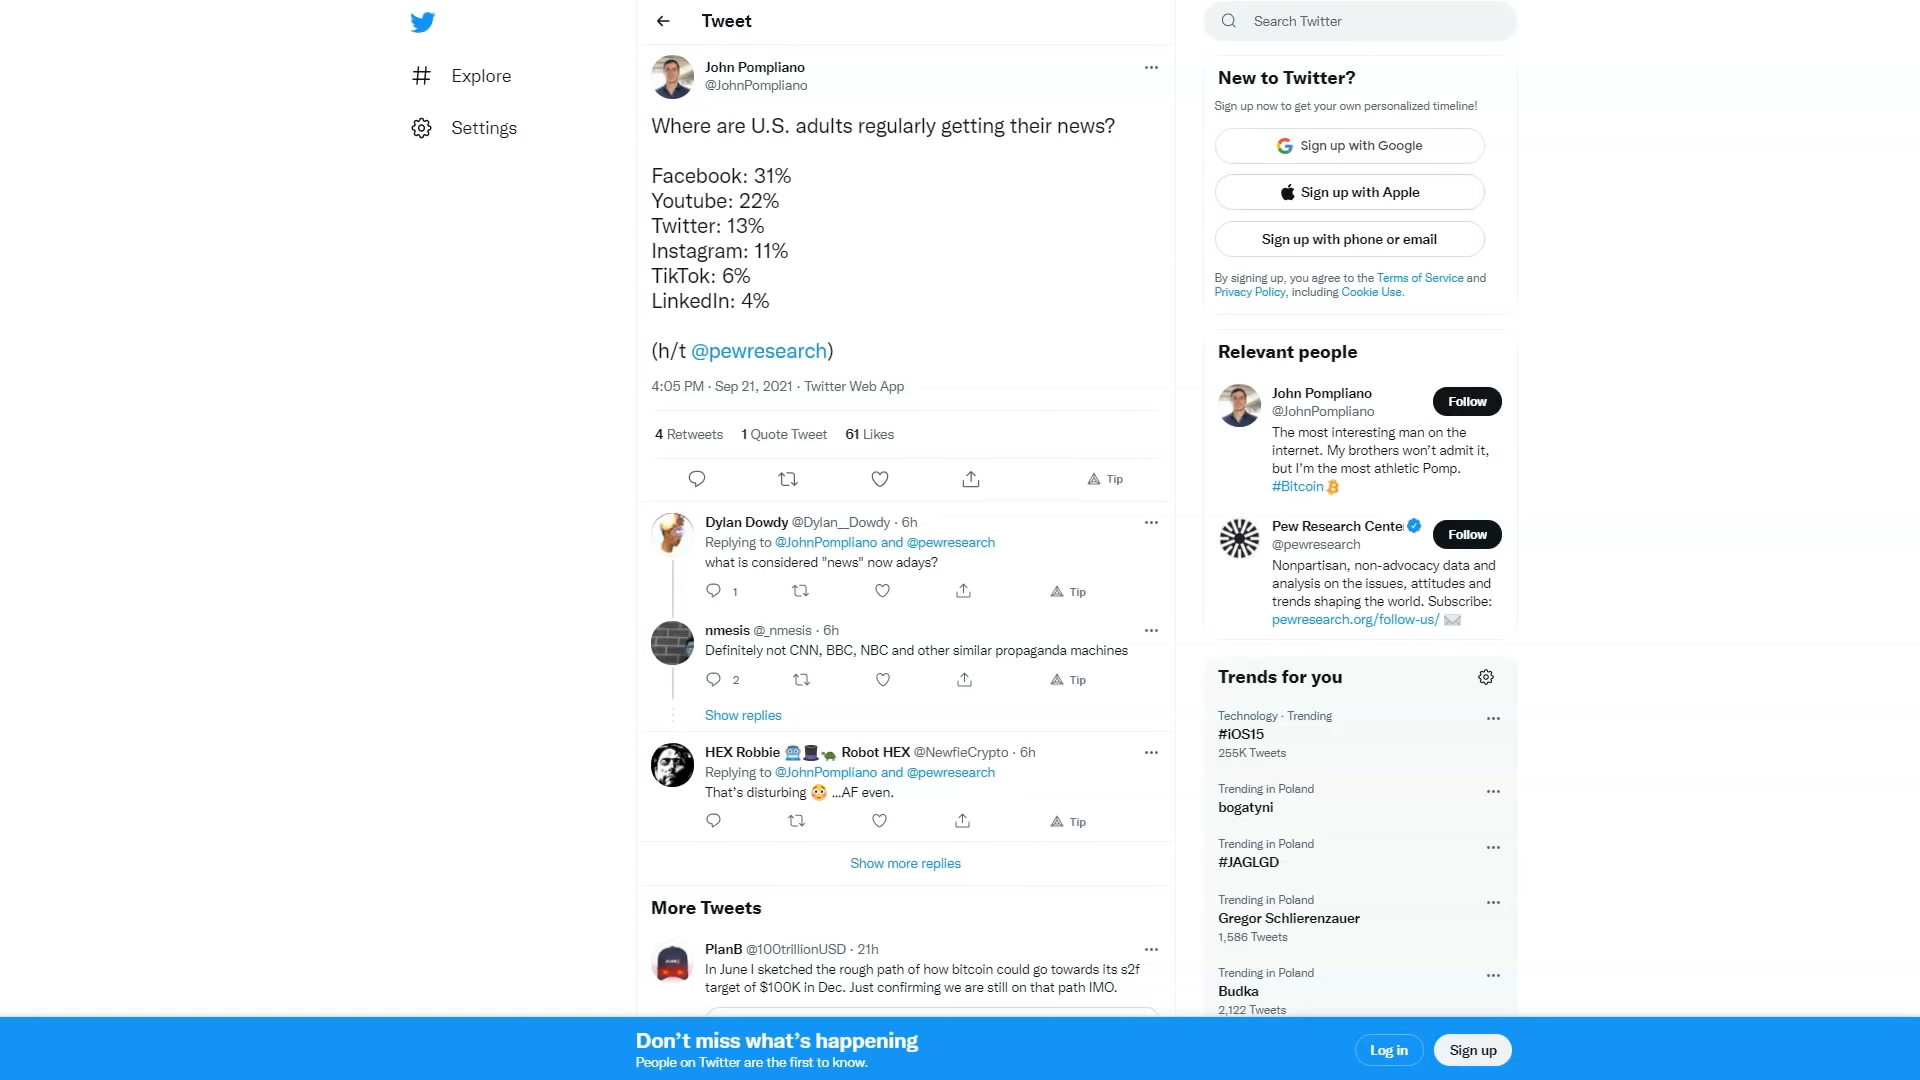 Explore
Settings
Tweet
John Pompliano
@JohnPompliano
Where are U.S. adults regularly getting their news?
Facebook: 31%
Youtube: 22%
Twitter: 13%
Instagram: 11%
TikTok: 6%
LinkedIn: 4%
(h/t @pewresearch)
4:05 PM · Sep 21, 2021 · Twitter Web App
4 Retweets 1 Quote Tweet 61 Likes
Tip
Dylan Dowdy @Dylan__Dowdy · 6h
Replying to @JohnPompliano and @pewresearch
what is considered "news" now adays?
1 Tip
nmesis @_nmesis · 6h
Definitely not CNN, BBC, NBC and other similar propaganda machines
2 Tip
Show replies
HEX Robbie 🤖🎩🐢 Robot HEX @NewfieCrypto · 6h
Replying to @JohnPompliano and @pewresearch
That's disturbing 😳 ...AF even.
Tip
Show more replies
More Tweets
PlanB @100trillionUSD · 21h
In June I sketched the rough path of how bitcoin could go towards its s2f
target of $100K in Dec. Just confirming we are still on that path IMO.
Search Twitter
New to Twitter?
Sign up now to get your own personalized timeline!
Sign up with Google
Sign up with Apple
Sign up with phone or email
By signing up, you agree to the Terms of Service and
Privacy Policy, including Cookie Use.
Relevant people
John Pompliano
@JohnPompliano
Follow
The most interesting man on the
internet. My brothers won't admit it,
but I'm the most athletic Pomp.
#Bitcoin
Pew Research Cente
@pewresearch
Follow
Nonpartisan, non-advocacy data and
analysis on the issues, attitudes and
trends shaping the world. Subscribe:
pewresearch.org/follow-us/ ✉️
Trends for you
Technology · Trending
#iOS15
255K Tweets
Trending in Poland
bogatyni
Trending in Poland
#JAGLGD
Trending in Poland
Gregor Schlierenzauer
1,586 Tweets
Trending in Poland
Budka
2,122 Tweets
Don't miss what's happening
People on Twitter are the first to know.
Log in
Sign up